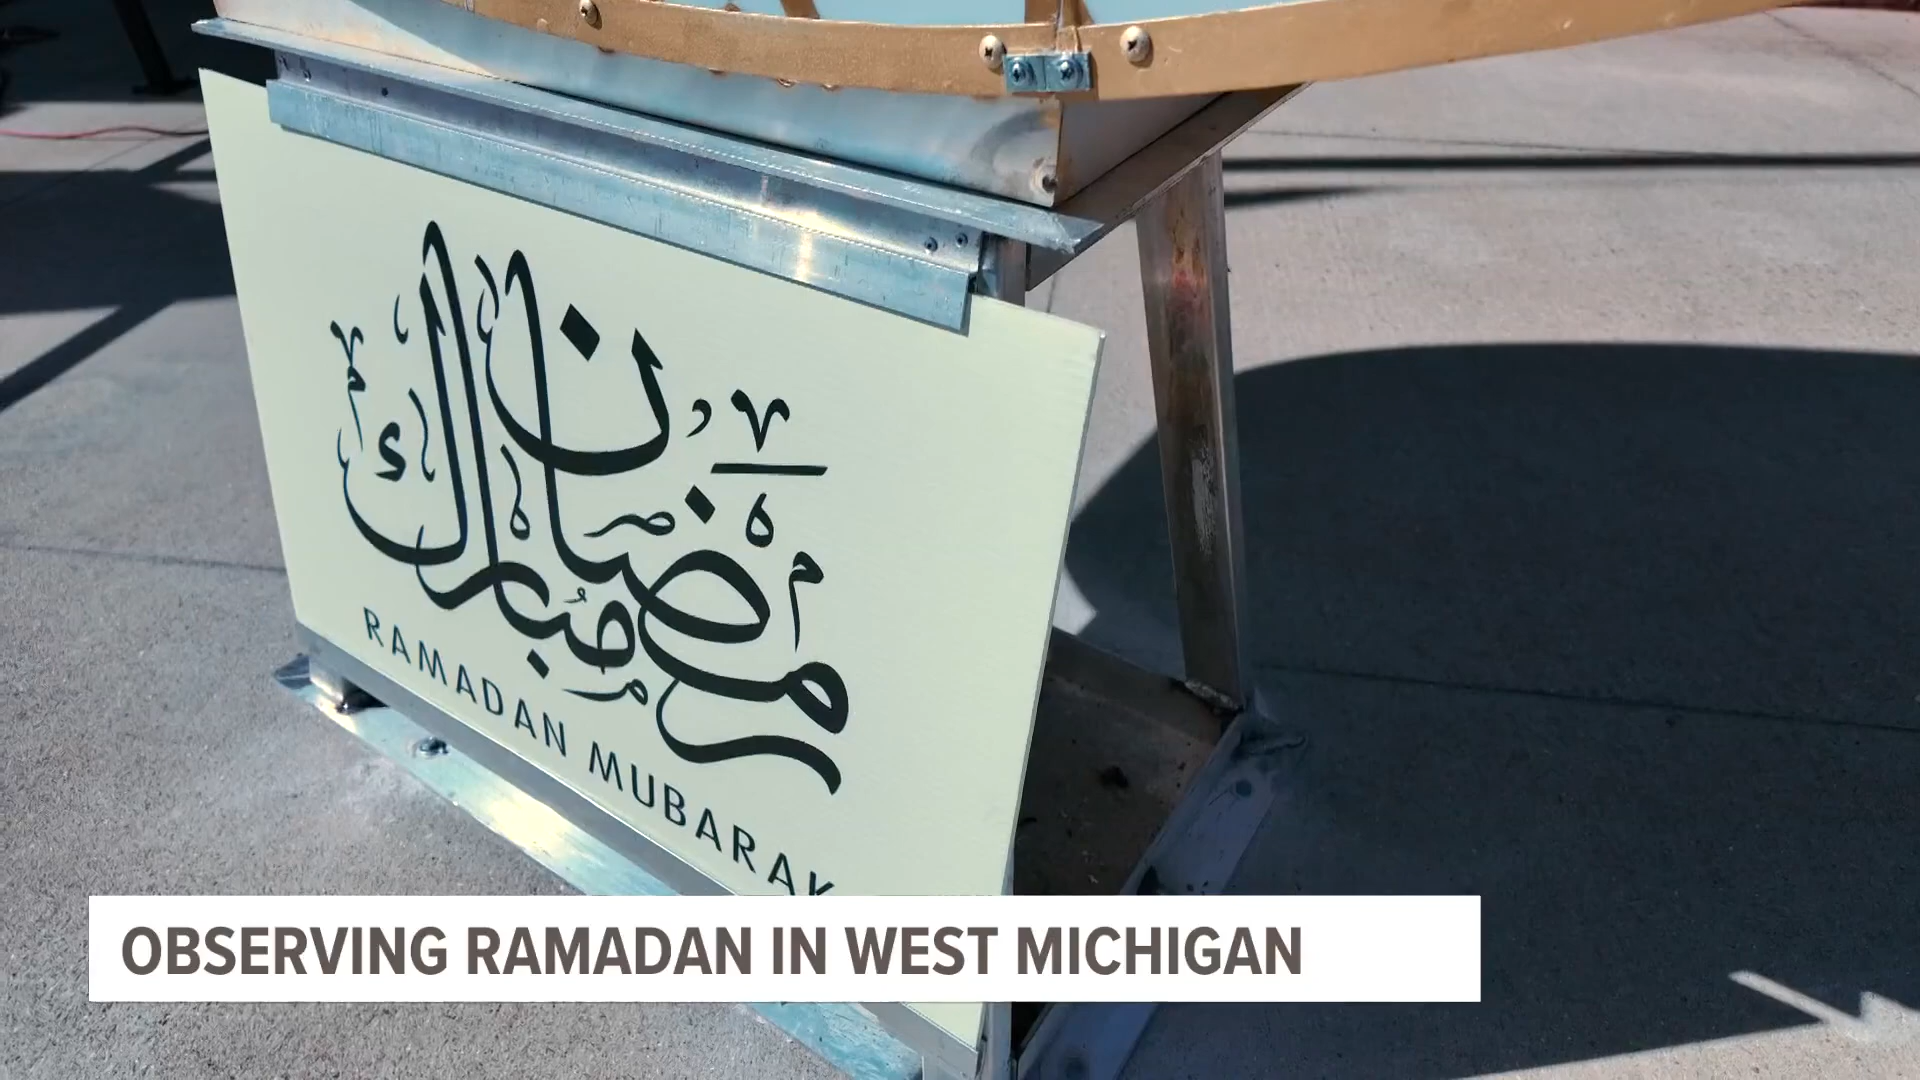 رمضان مبارك
RAMADAN MUBARAK
OBSERVING RAMADAN IN WEST MICHIGAN